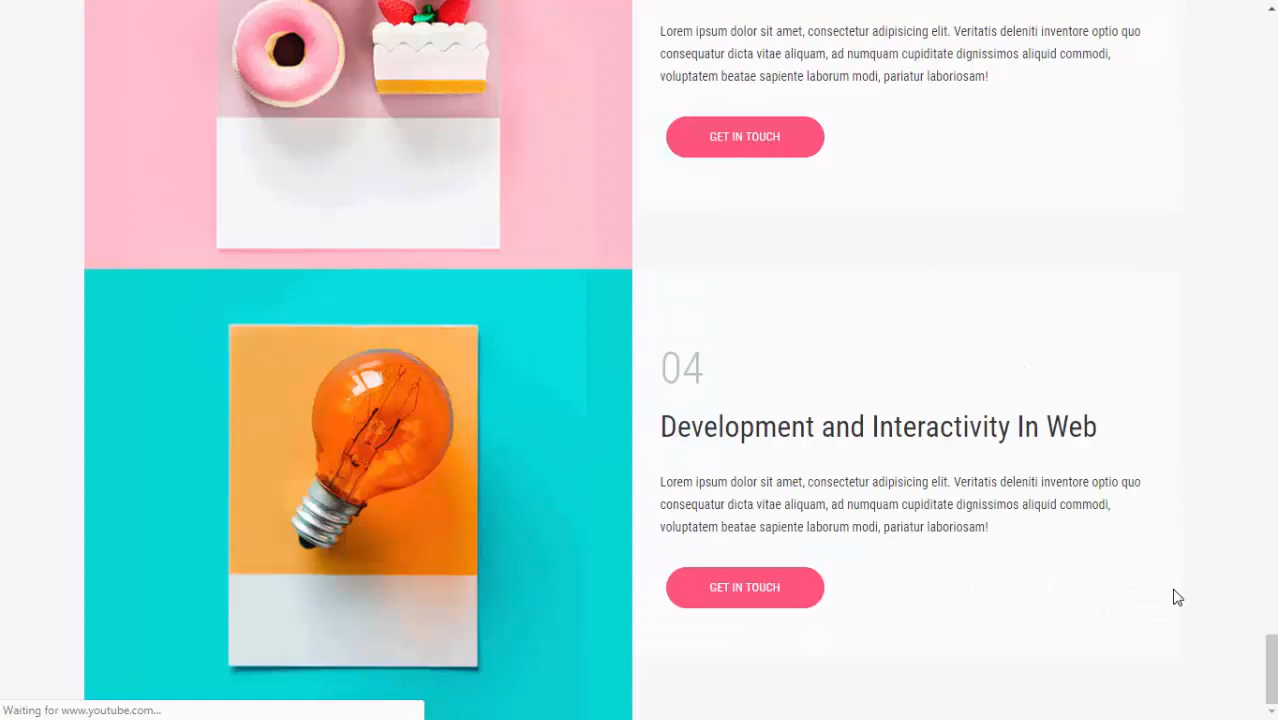 Lorem ipsum dolor sit amet, consectetur adipisicing elit. Veritatis deleniti inventore optio quo
consequatur dicta vitae aliquam, ad numquam cupiditate dignissimos aliquid commodi,
voluptatem beatae sapiente laborum modi, pariatur laboriosam!
GET IN TOUCH
04
Development and Interactivity In Web
Lorem ipsum dolor sit amet, consectetur adipisicing elit. Veritatis deleniti inventore optio quo
consequatur dicta vitae aliquam, ad numquam cupiditate dignissimos aliquid commodi,
voluptatem beatae sapiente laborum modi, pariatur laboriosam!
GET IN TOUCH
Waiting for www.youtube.com...